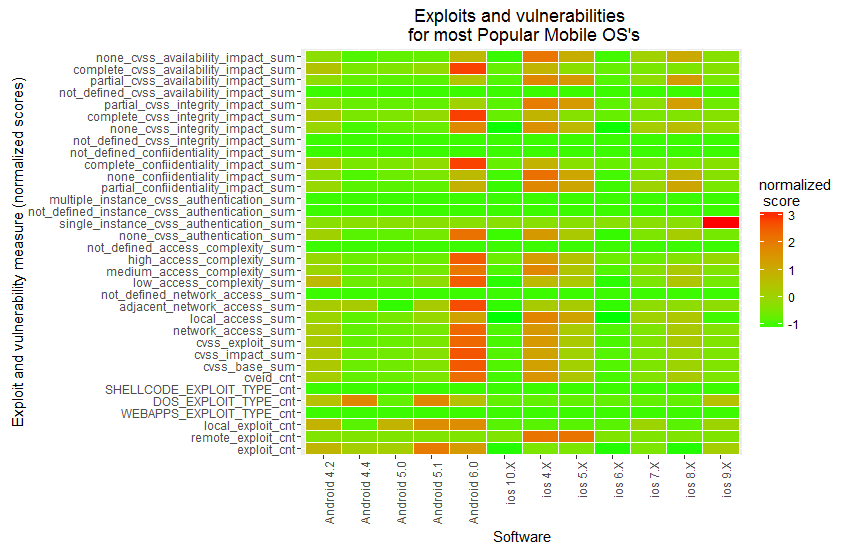 Exploits and vulnerabilities
for most Popular Mobile OS's
Exploit and vulnerability measure (normalized scores)
none_cvss_availability_impact_sum
complete_cvss_availability_impact_sum
partial_cvss_availability_impact_sum
not_defined_cvss_availability_impact_sum
partial_cvss_integrity_impact_sum
complete_cvss_integrity_impact_sum
none_cvss_integrity_impact_sum
not_defined_cvss_integrity_impact_sum
not_defined_confiidentiality_impact_sum
complete_confiidentiality_impact_sum
none_confiidentiality_impact_sum
partial_confiidentiality_impact_sum
multiple_instance_cvss_authentication_sum
not_defined_instance_cvss_authentication_sum
single_instance_cvss_authentication_sum
none_cvss_authentication_sum
not_defined_access_complexity_sum
high_access_complexity_sum
medium_access_complexity_sum
low_access_complexity_sum
not_defined_network_access_sum
adjacent_network_access_sum
local_access_sum
network_access_sum
cvss_exploit_sum
cvss_impact_sum
cvss_base_sum
cveid_cnt
SHELLCODE_EXPLOIT_TYPE_cnt
DOS_EXPLOIT_TYPE_cnt
WEBAPPS_EXPLOIT_TYPE_cnt
local_exploit_cnt
remote_exploit_cnt
exploit_cnt
Android 4.2
Android 4.4
Android 5.0
Android 5.1
Android 6.0
ios 10.X
ios 4.X
ios 5.X
ios 6.X
ios 7.X
ios 8.X
ios 9.X
Software
normalized
score
3
2
1
0
-1